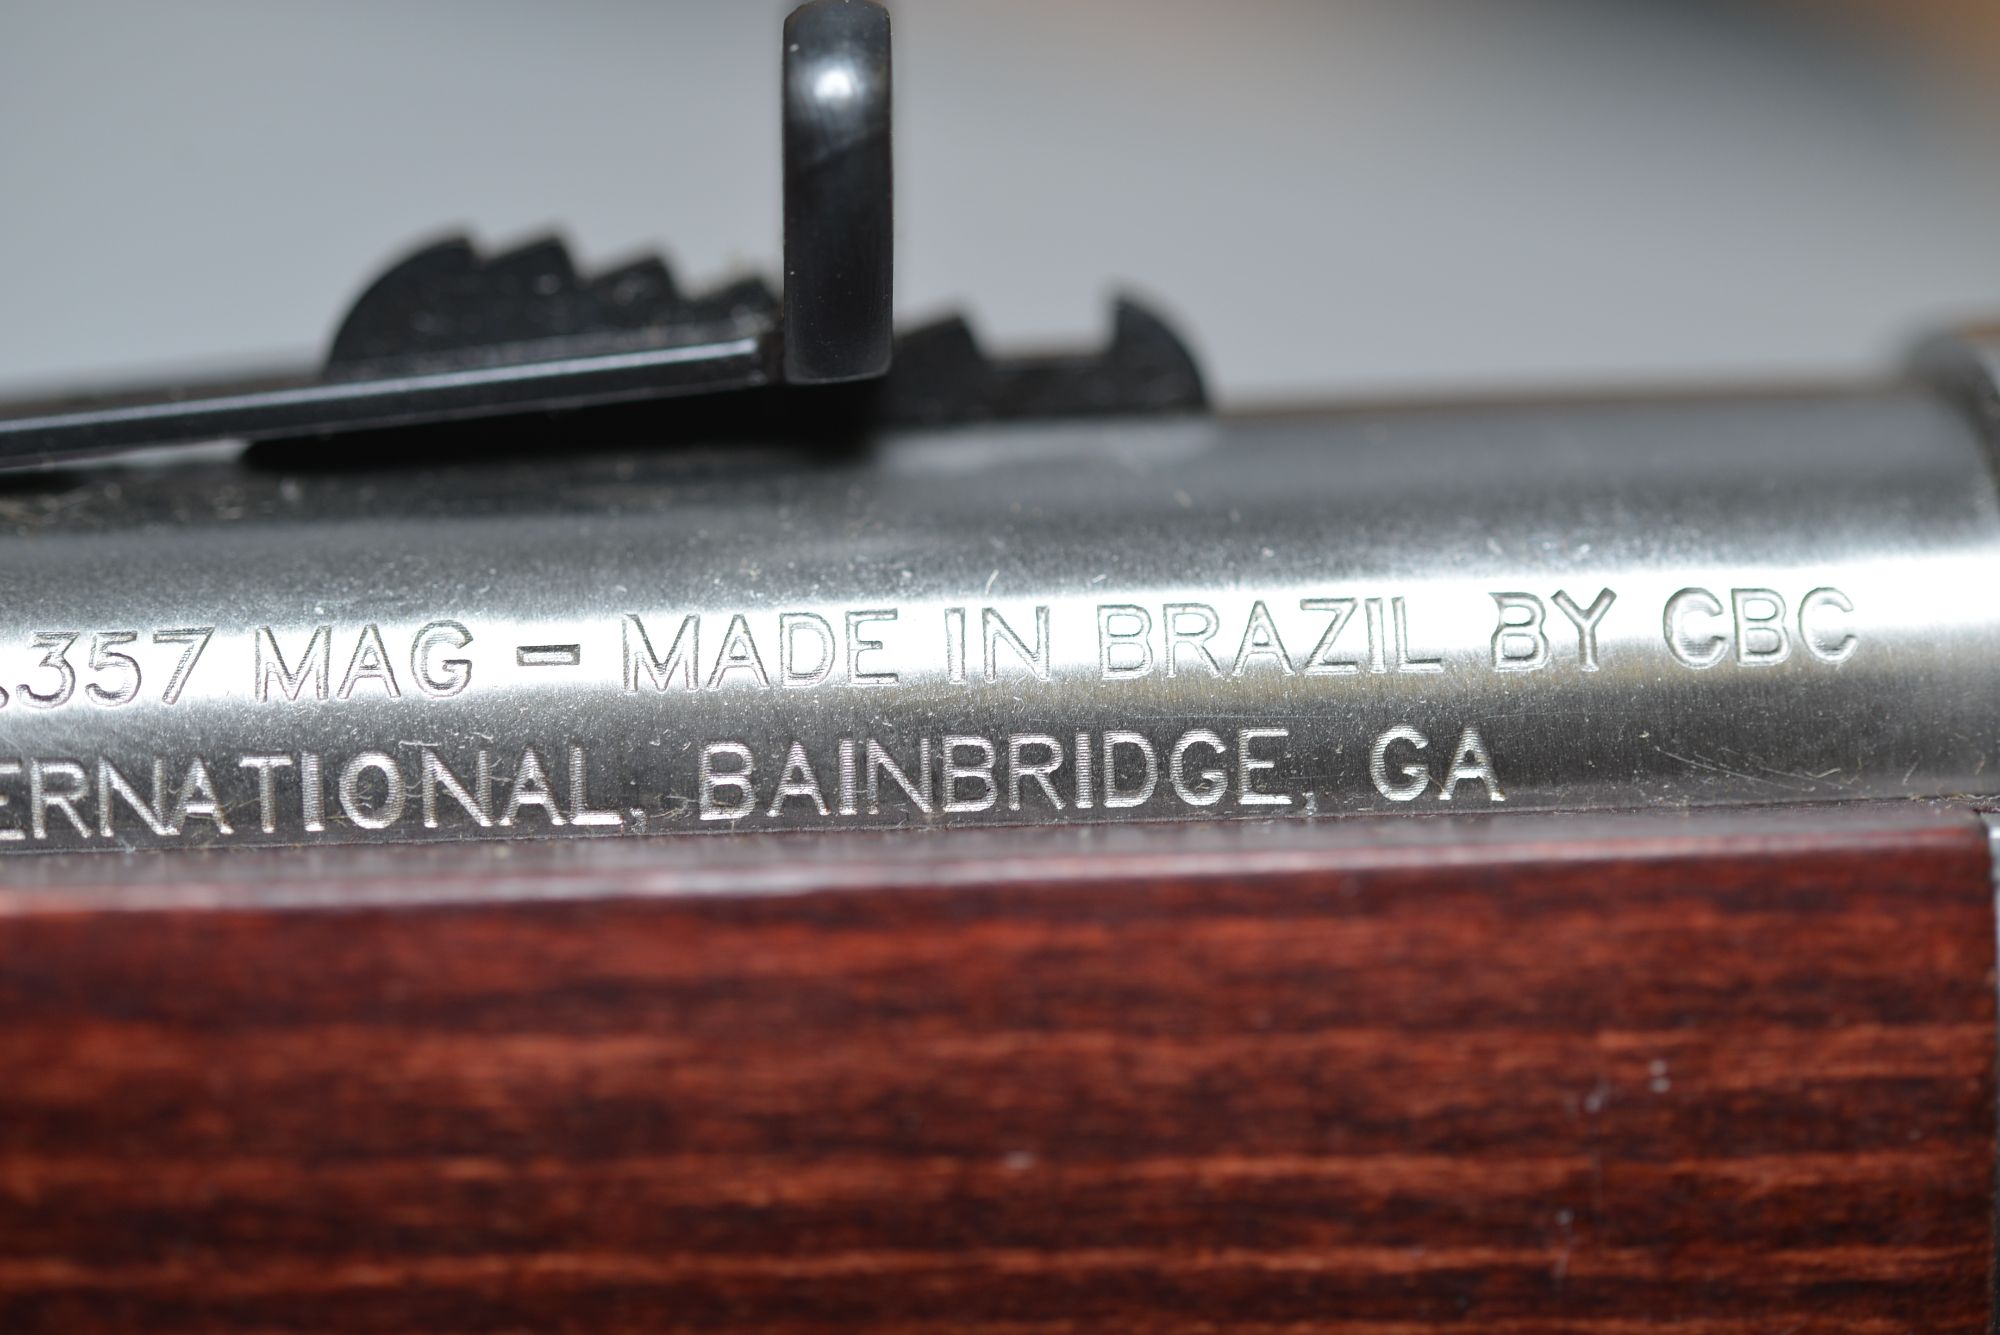 .357 MAG - MADE IN BRAZIL BY CBC
ERNATIONAL, BAINBRIDGE, GA